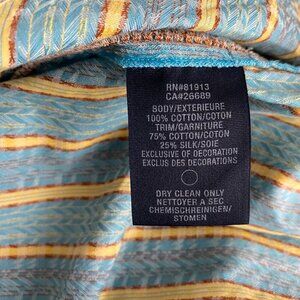 RN#81913
CA#26689
BODY/EXTERIEURE
100% COTTON/COTON
TRIM/GARNITURE
75% COTTON/COTON
25% SILK/SOIE
EXCLUSIVE OF DECORATION
EXCLUS DES DECORATIONS
DRY CLEAN ONLY
NETTOYER A SEC
CHEMISCHREINIGEN/
STOMEN